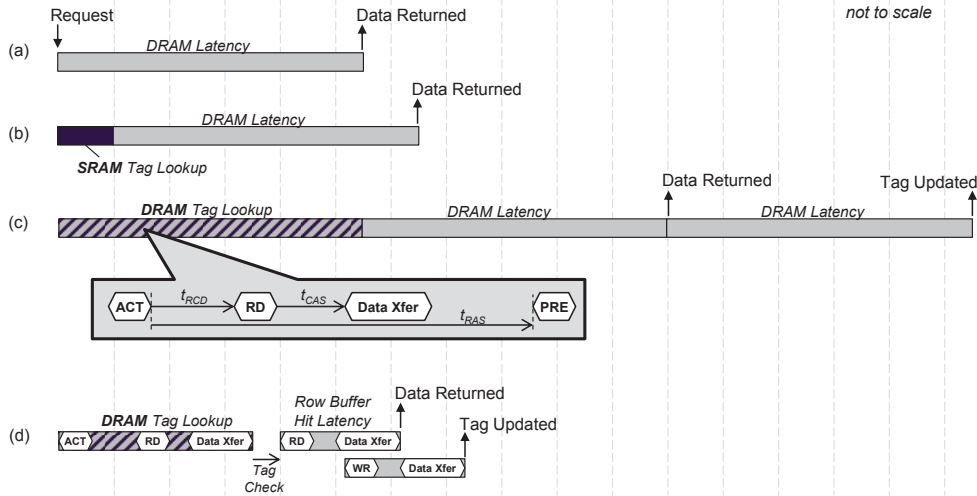 Request
Data Returned
not to scale
(a)
DRAM Latency
Data Returned
(b)
DRAM Latency
SRAM Tag Lookup
DRAM Tag Lookup
Data Returned
Tag Updated
(c)
DRAM Latency
DRAM Latency
ACT
tRCD
RD
tCAS
Data Xfer
PRE
tRAS
Row Buffer
Hit Latency
Data Returned
DRAM Tag Lookup
Tag Updated
(d)
ACT
RD
Data Xfer
RD
Data Xfer
Tag
Check
WR
Data Xfer